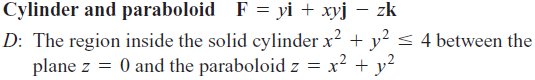 Cylinder and paraboloid F = yi + xyj − zk
D: The region inside the solid cylinder x² + y² ≤ 4 between the
plane z = 0 and the paraboloid z = x² + y²